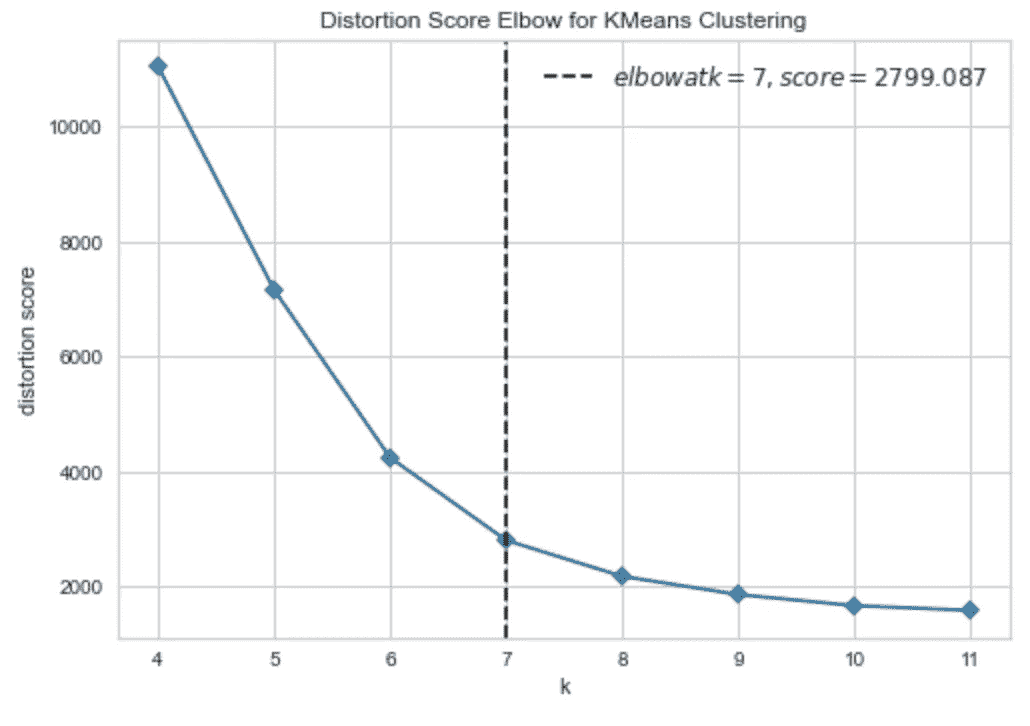 Distortion Score Elbow for KMeans Clustering
elbowatk = 7, score = 2799.087
distortion score
10000
8000
6000
4000
2000
4 5 6 7 8 9 10 11
k